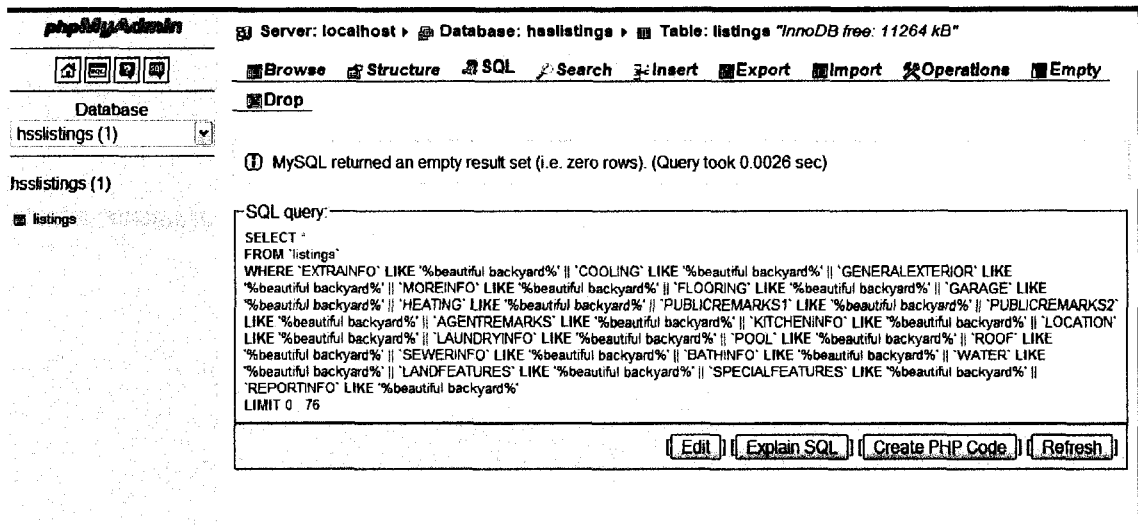 phpMyAdmin
Database
hsslistings (1)
hsslistings (1)
listings
Server: localhost ▸ Database: hsslistings ▸ Table: listings "InnoDB free: 11264 kB"
Browse Structure SQL Search Insert Export Import Operations Empty
Drop
MySQL returned an empty result set (i.e. zero rows). (Query took 0.0026 sec)
SQL query:
SELECT *
FROM `listings`
WHERE `EXTRAINFO` LIKE '%beautiful backyard%' || `COOLING` LIKE '%beautiful backyard%' || `GENERALEXTERIOR` LIKE
'%beautiful backyard%' || `MOREINFO` LIKE '%beautiful backyard%' || `FLOORING` LIKE '%beautiful backyard%' || `GARAGE` LIKE
'%beautiful backyard%' || `HEATING` LIKE '%beautiful backyard%' || `PUBLICREMARKS1` LIKE '%beautiful backyard%' || `PUBLICREMARKS2`
LIKE '%beautiful backyard%' || `AGENTREMARKS` LIKE '%beautiful backyard%' || `KITCHENINFO` LIKE '%beautiful backyard%' || `LOCATION`
LIKE '%beautiful backyard%' || `LAUNDRYINFO` LIKE '%beautiful backyard%' || `POOL` LIKE '%beautiful backyard%' || `ROOF` LIKE
'%beautiful backyard%' || `SEWERINFO` LIKE '%beautiful backyard%' || `BATHINFO` LIKE '%beautiful backyard%' || `WATER` LIKE
'%beautiful backyard%' || `LANDFEATURES` LIKE '%beautiful backyard%' || `SPECIALFEATURES` LIKE '%beautiful backyard%' ||
`REPORTINFO` LIKE '%beautiful backyard%'
LIMIT 0 76
[ Edit ] [ Explain SQL ] [ Create PHP Code ] [ Refresh ]